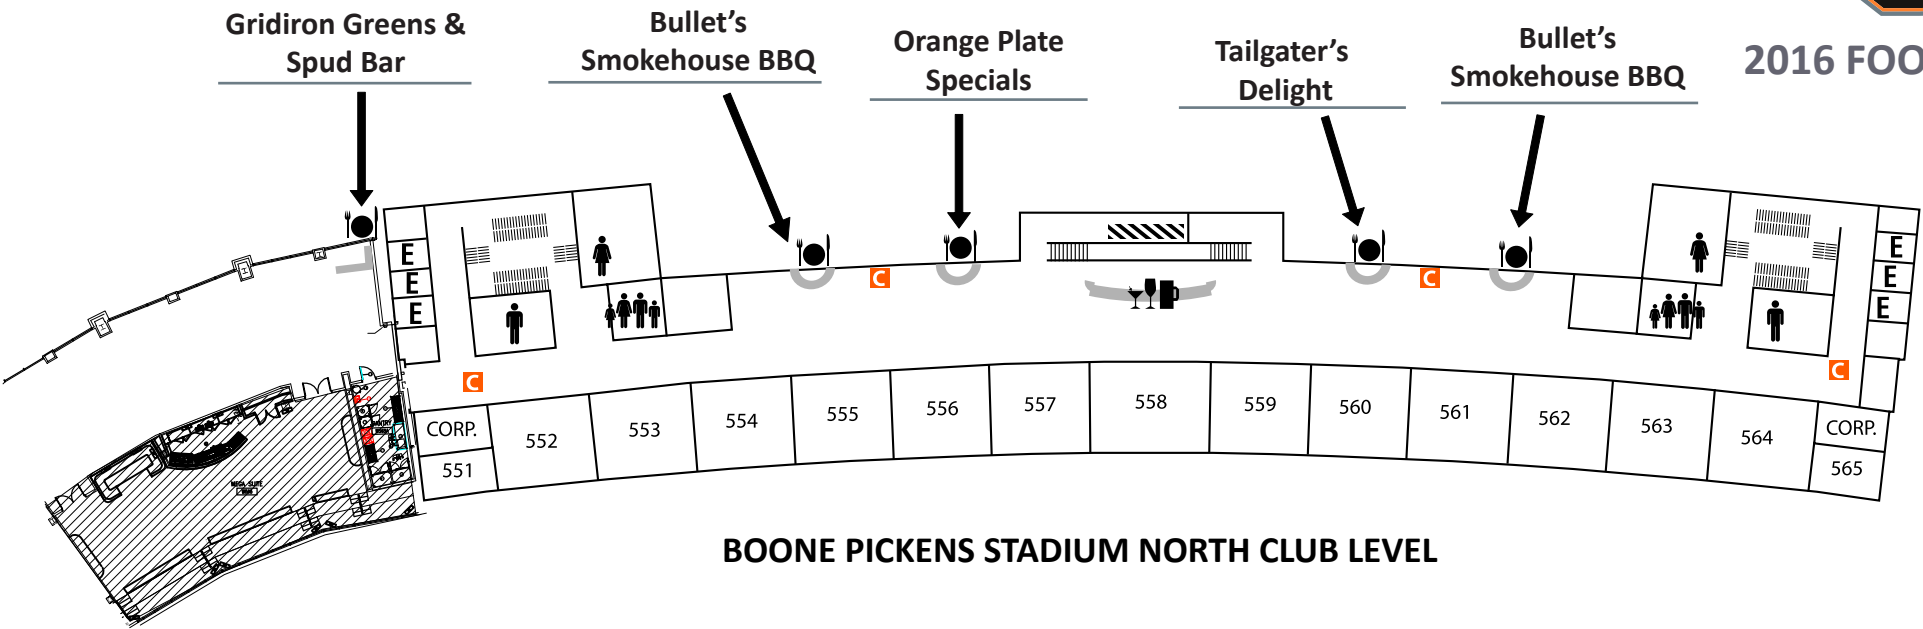 Gridiron Greens &
Spud Bar
Bullet's
Smokehouse BBQ
Orange Plate
Specials
Tailgater's
Delight
Bullet's
Smokehouse BBQ
2016 FOO
E
E
E
C
C
E
E
E
C
C
CORP.
551
552
553
554
555
556
557
558
559
560
561
562
563
564
CORP.
565
MEGA SUITE
BOONE PICKENS STADIUM NORTH CLUB LEVEL